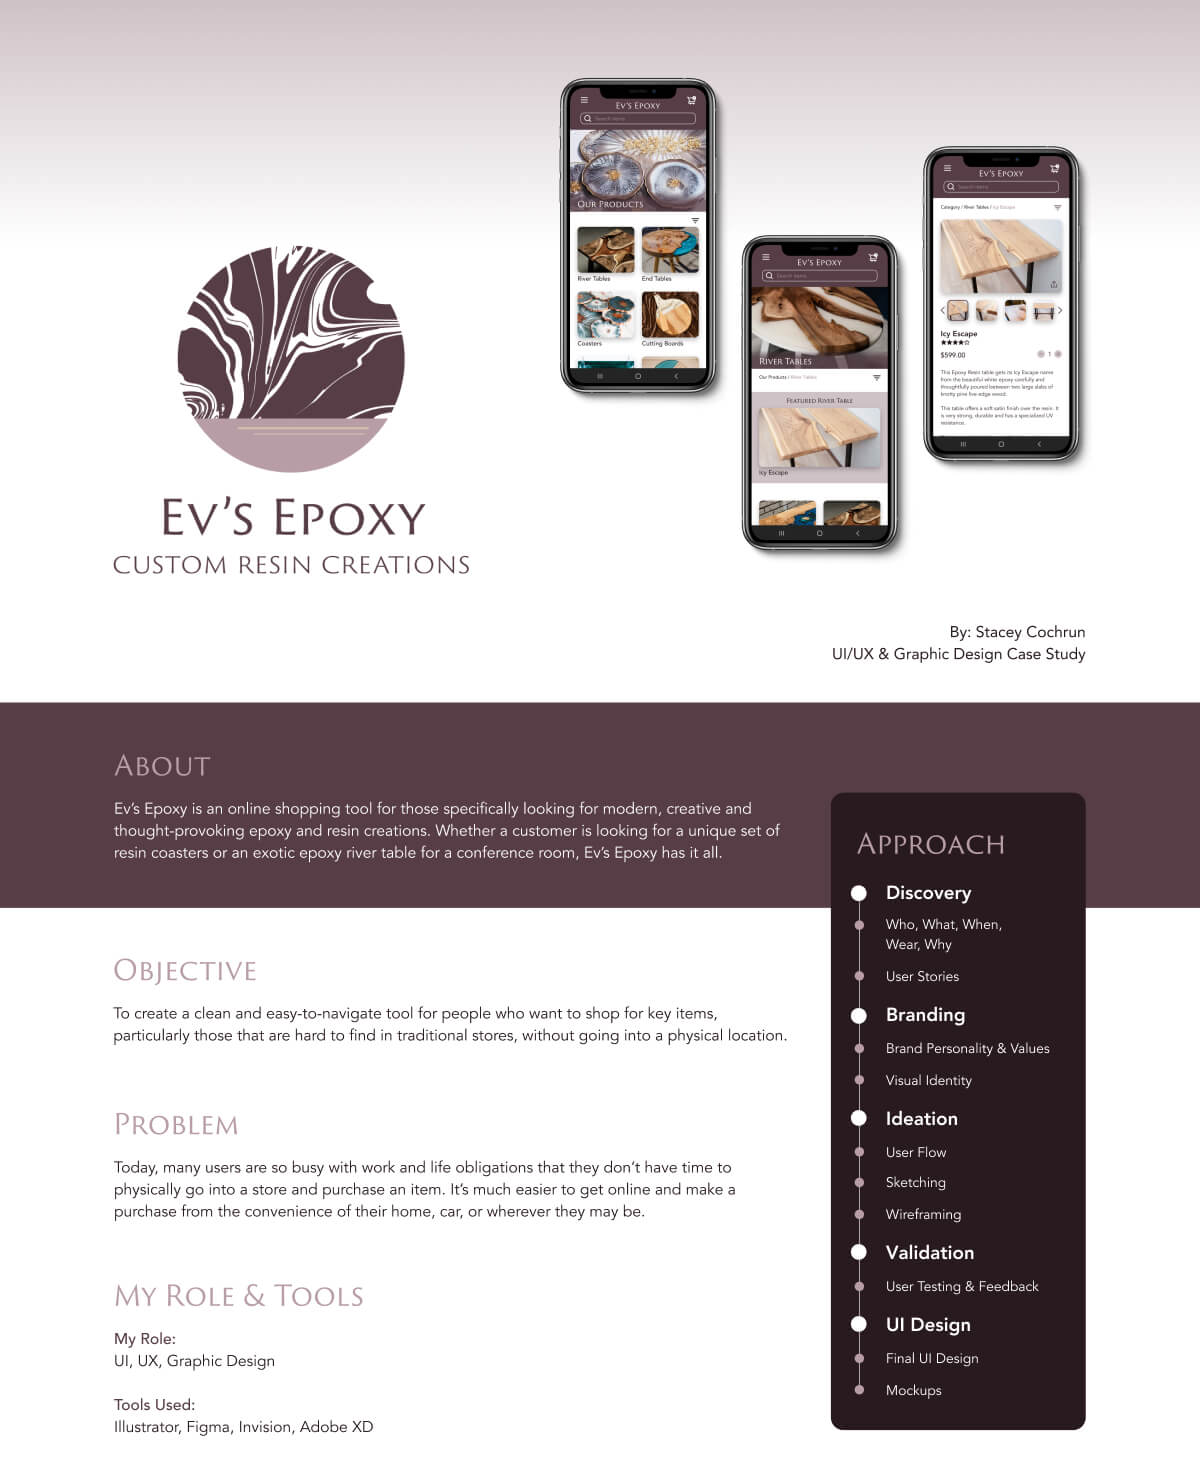 EV'S EPOXY
Search items
OUR PRODUCTS
River Tables
End Tables
Coasters
Cutting Boards
EV'S EPOXY
Search items
RIVER TABLES
Our Products / River Tables
FEATURED RIVER TABLE
Icy Escape
EV'S EPOXY
Search items
Category / River Tables / Icy Escape
Icy Escape
$599.00
1
This Epoxy Resin table gets its Icy Escape name
from the beautiful white epoxy carefully and
thoughtfully poured between two large slabs of
knotty pine live edge wood.
This table offers a soft satin finish over the resin. It
is very strong, durable and has a specialized UV
resistance.
EV'S EPOXY
CUSTOM RESIN CREATIONS
By: Stacey Cochrun
UI/UX & Graphic Design Case Study
ABOUT
Ev's Epoxy is an online shopping tool for those specifically looking for modern, creative and
thought-provoking epoxy and resin creations. Whether a customer is looking for a unique set of
resin coasters or an exotic epoxy river table for a conference room, Ev's Epoxy has it all.
OBJECTIVE
To create a clean and easy-to-navigate tool for people who want to shop for key items,
particularly those that are hard to find in traditional stores, without going into a physical location.
PROBLEM
Today, many users are so busy with work and life obligations that they don't have time to
physically go into a store and purchase an item. It's much easier to get online and make a
purchase from the convenience of their home, car, or wherever they may be.
MY ROLE & TOOLS
My Role:
UI, UX, Graphic Design
Tools Used:
Illustrator, Figma, Invision, Adobe XD
APPROACH
Discovery
Who, What, When,
Wear, Why
User Stories
Branding
Brand Personality & Values
Visual Identity
Ideation
User Flow
Sketching
Wireframing
Validation
User Testing & Feedback
UI Design
Final UI Design
Mockups